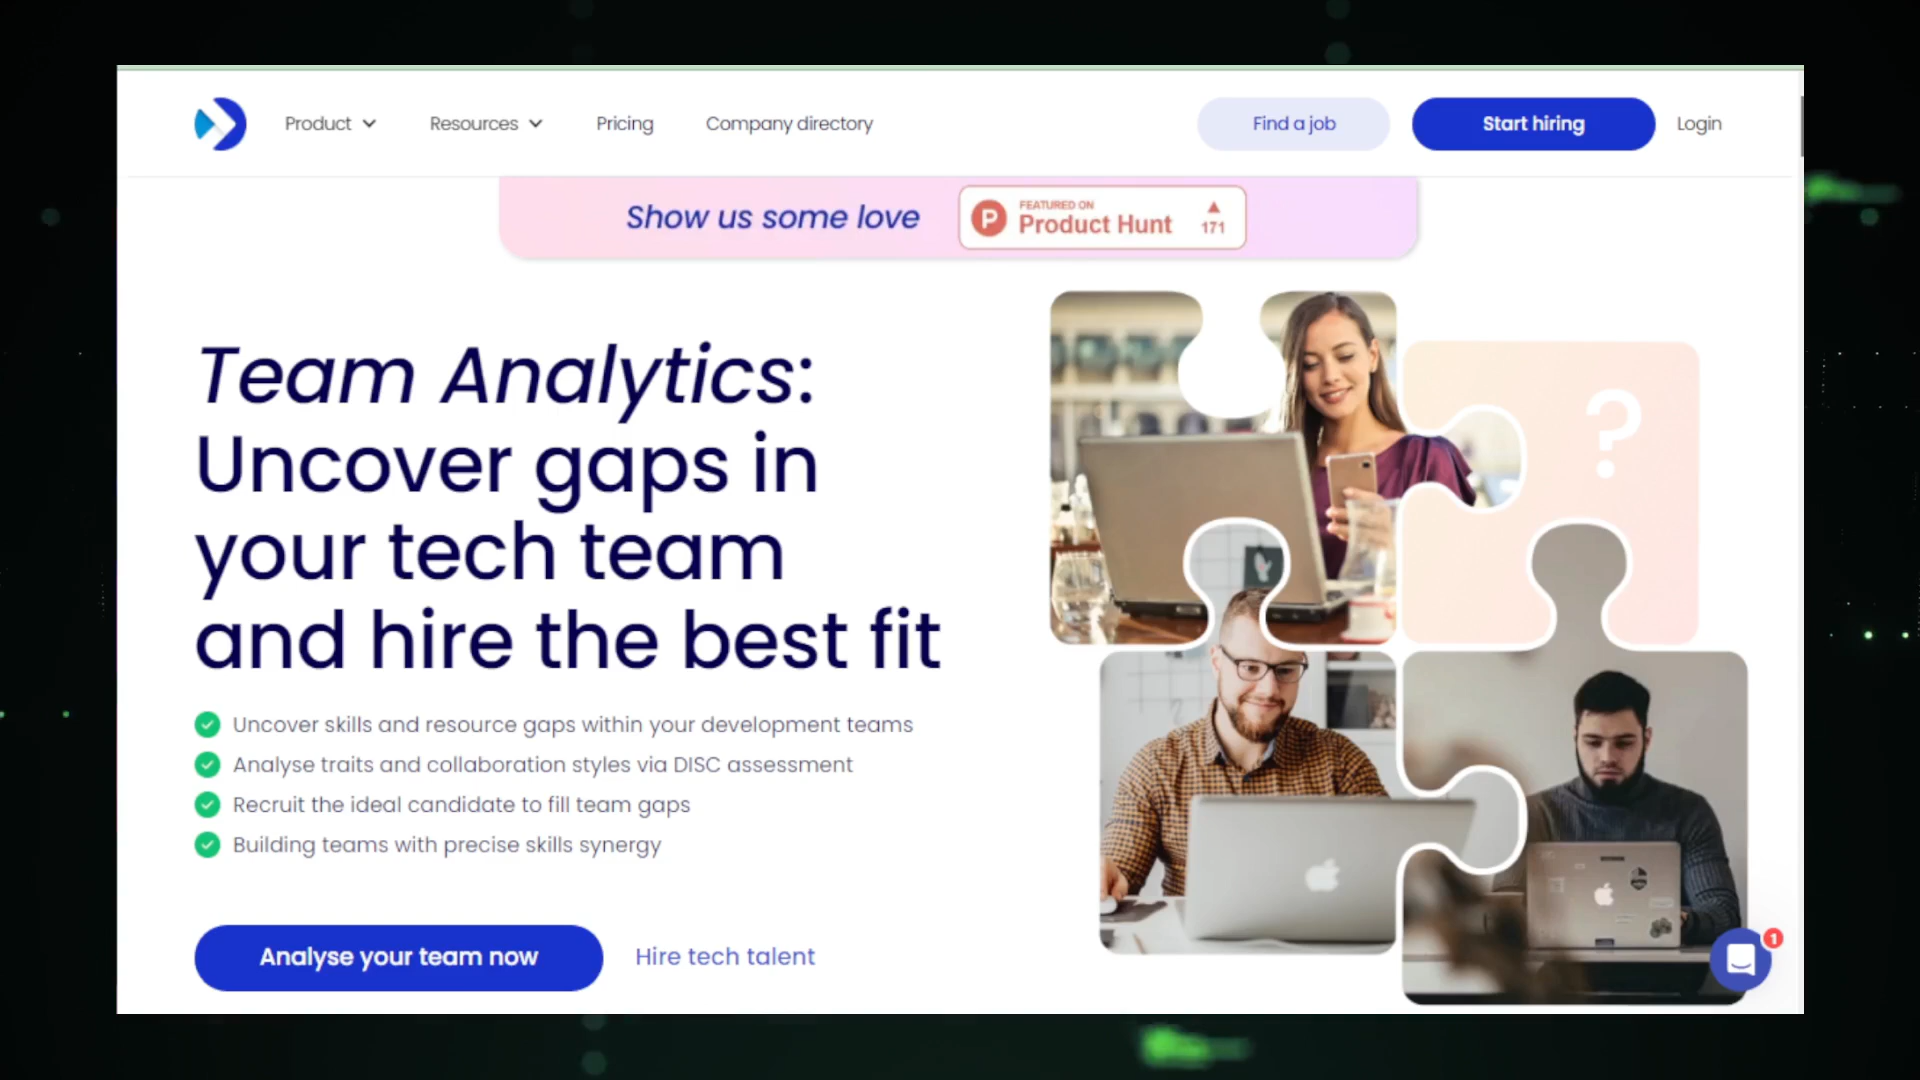 Product
Resources
Pricing
Company directory
Find a job
Start hiring
Login
Show us some love
P
FEATURED ON
Product Hunt
171
Team Analytics:
Uncover gaps in
your tech team
and hire the best fit
?
Uncover skills and resource gaps within your development teams
Analyse traits and collaboration styles via DISC assessment
Recruit the ideal candidate to fill team gaps
Building teams with precise skills synergy
Analyse your team now
Hire tech talent
1